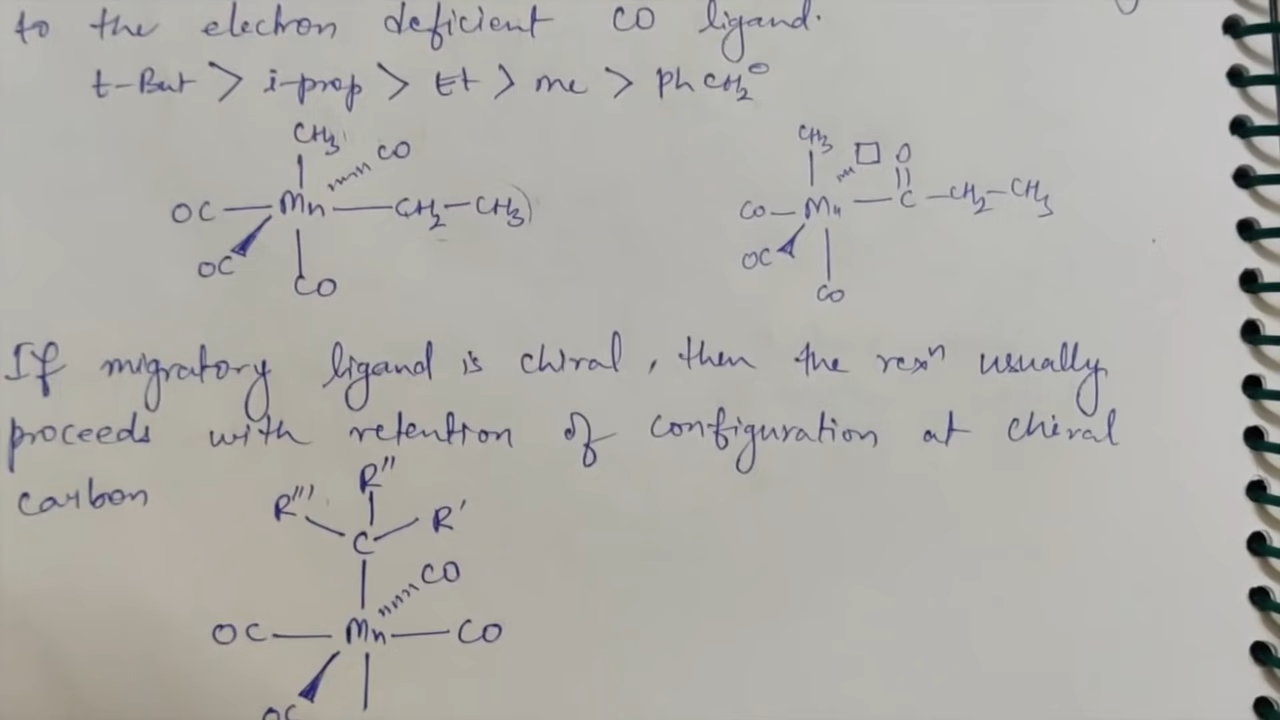 to the electron deficient CO ligand.
t-But > i-prop > Et > me > PhCH₂⊖
CH₃ CO
OC — Mn — CH₂ — CH₃)
OC
CO
CH₃ □ O
CO — Mn — C — CH₂ — CH₃
OC
CO
If migratory ligand is chiral, then the rexⁿ usually
proceeds with retention of configuration at chiral
carbon
R''
R''' R'
C
CO
OC — Mn — CO
OC